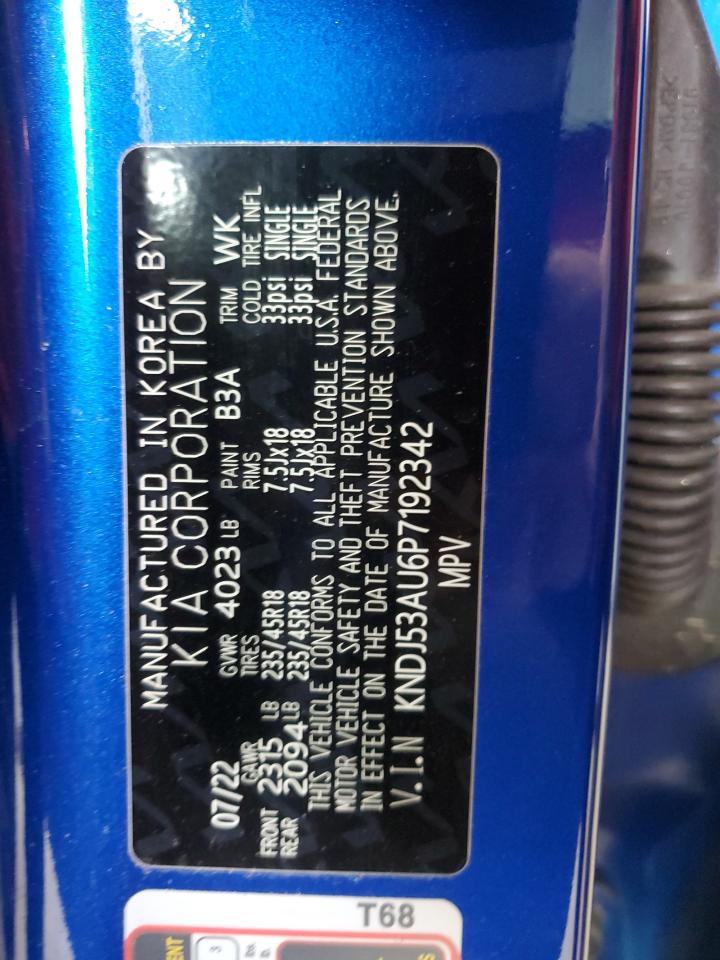 MANUFACTURED IN KOREA BY
KIA CORPORATION
07/22 GVWR 4023 LB PAINT B3A TRIM WK
GAWR TIRES RIMS COLD TIRE INFL
FRONT 2315 LB 235/45R18 7.5Jx18 33psi SINGLE
REAR 2094 LB 235/45R18 7.5Jx18 33psi SINGLE
THIS VEHICLE CONFORMS TO ALL APPLICABLE U.S.A. FEDERAL
MOTOR VEHICLE SAFETY AND THEFT PREVENTION STANDARDS
IN EFFECT ON THE DATE OF MANUFACTURE SHOWN ABOVE.
V.I.N KNDJ53AU6P7192342
MPV
T68
3